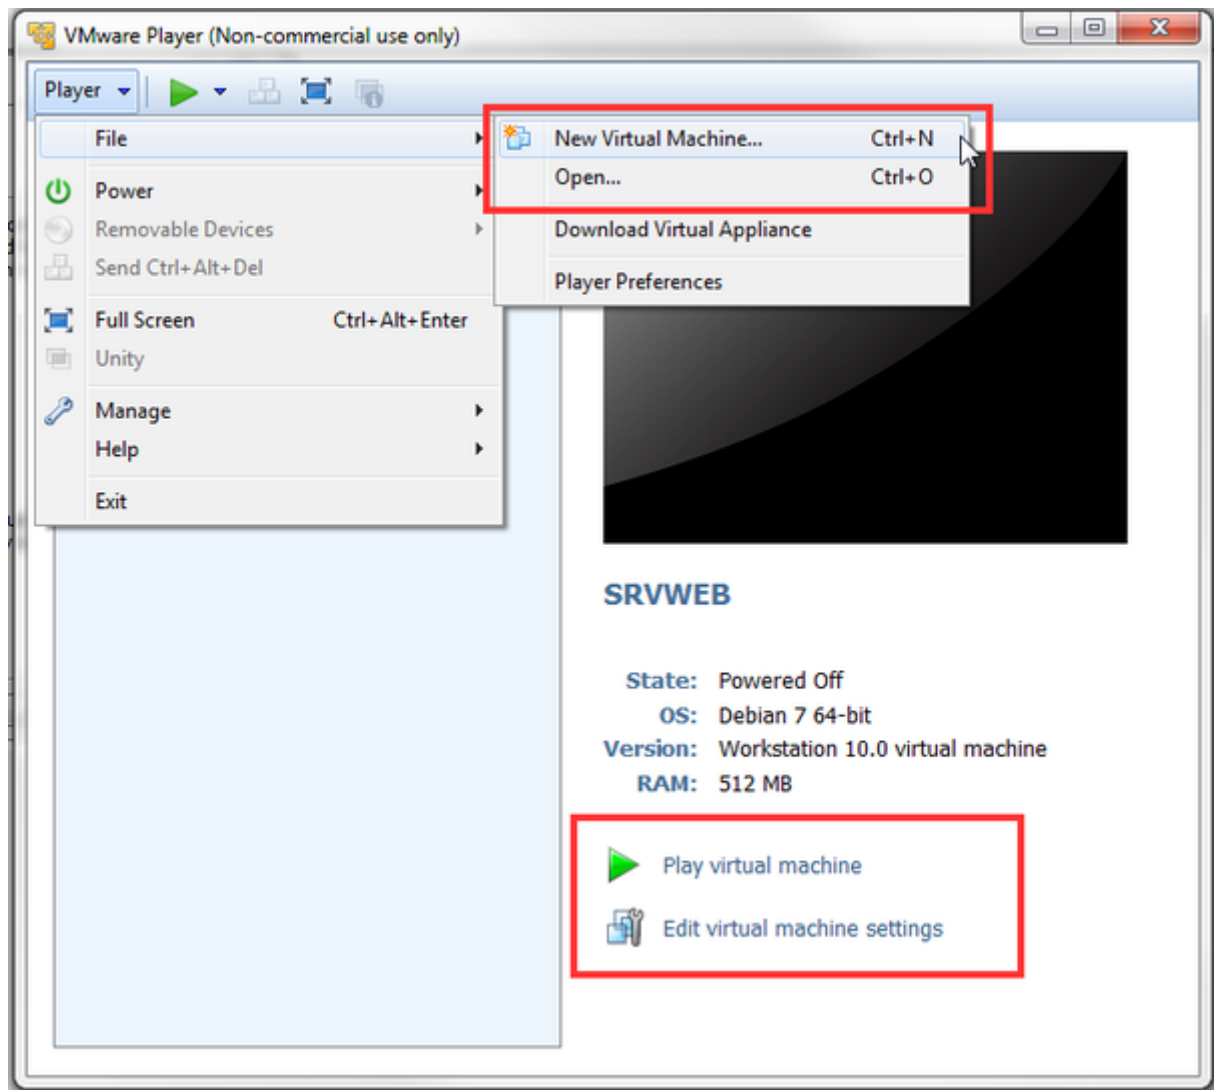 VMware Player (Non-commercial use only)
Player
File
Power
Removable Devices
Send Ctrl+Alt+Del
Full Screen Ctrl+Alt+Enter
Unity
Manage
Help
Exit
New Virtual Machine... Ctrl+N
Open... Ctrl+O
Download Virtual Appliance
Player Preferences
SRVWEB
State: Powered Off
OS: Debian 7 64-bit
Version: Workstation 10.0 virtual machine
RAM: 512 MB
Play virtual machine
Edit virtual machine settings